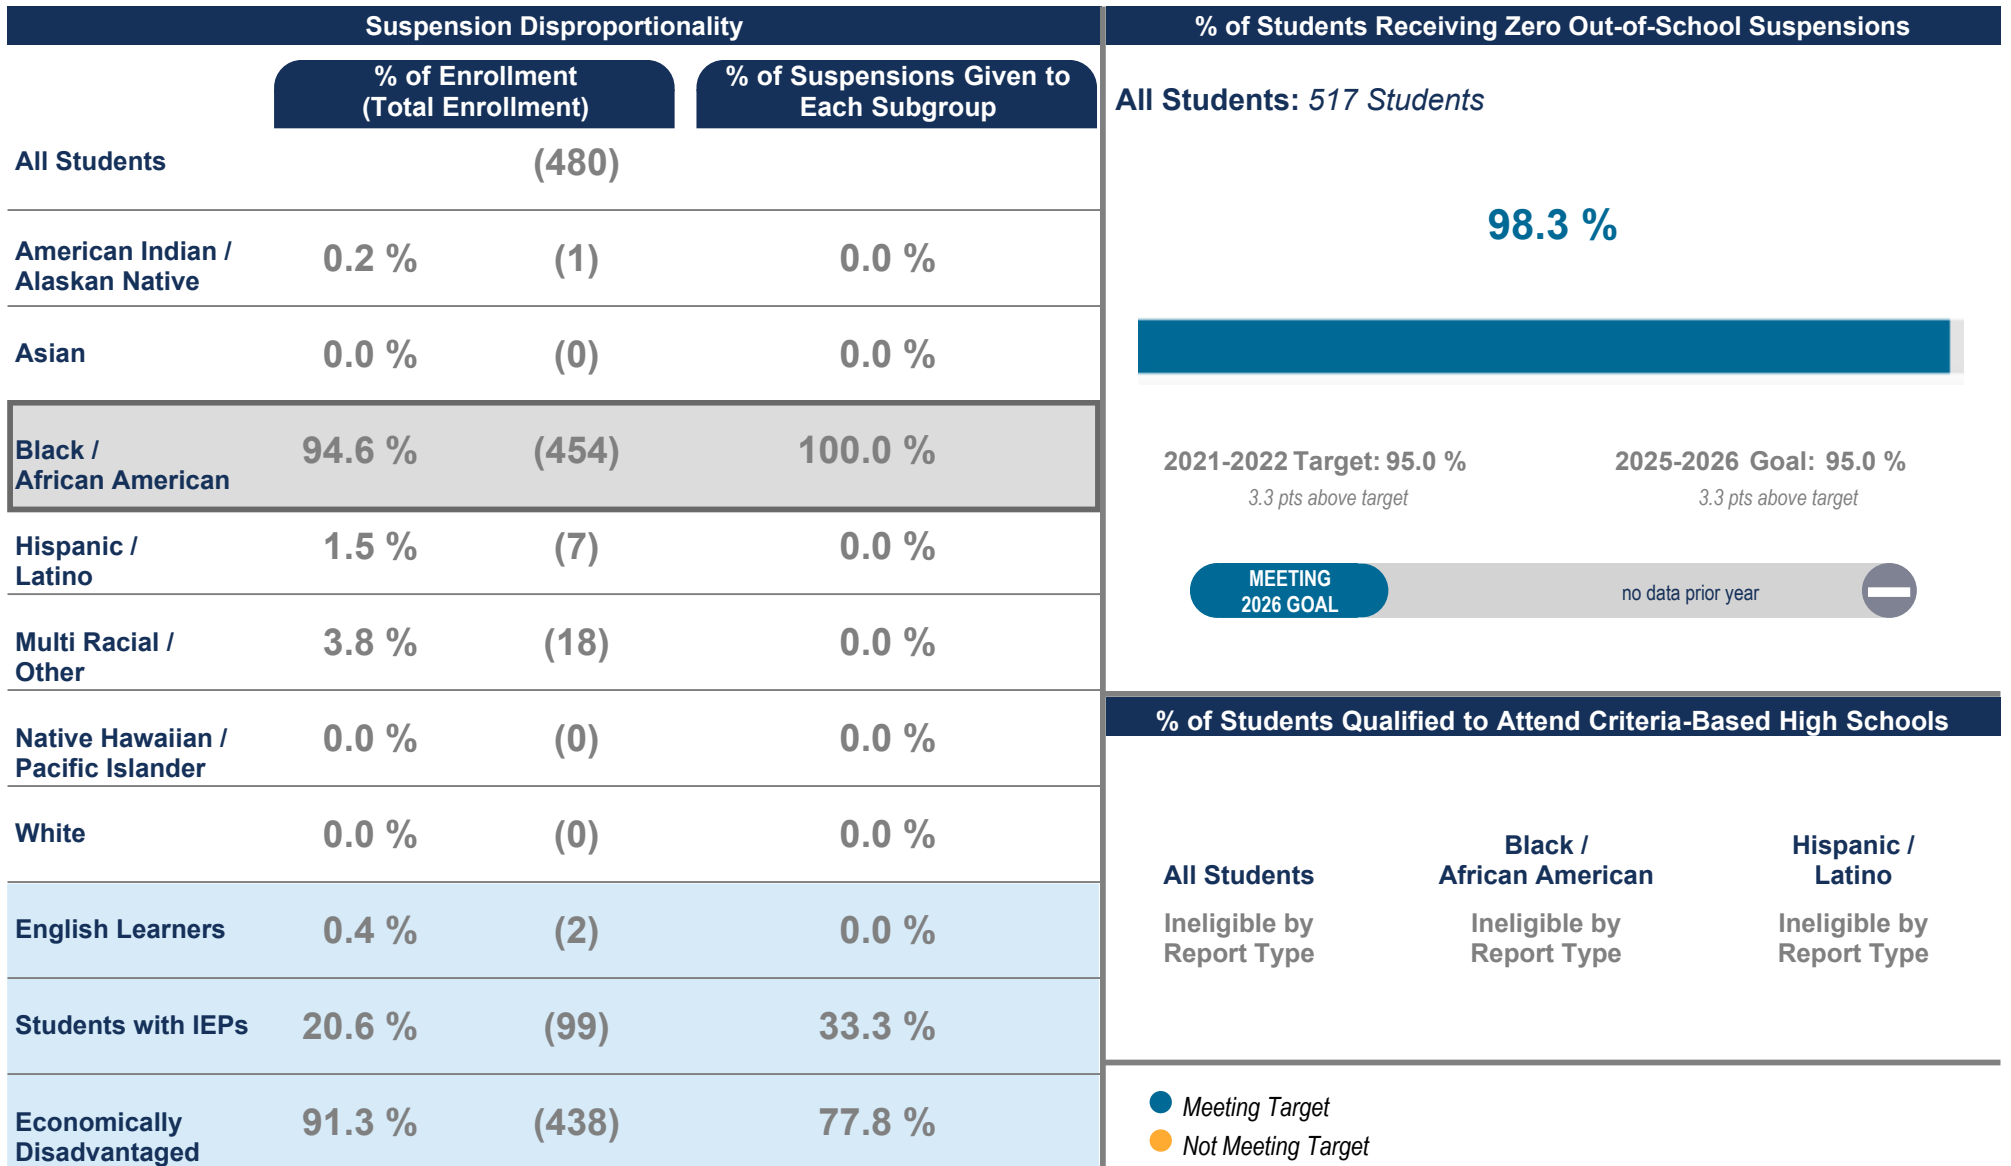 Suspension Disproportionality
% of Enrollment
(Total Enrollment)
% of Suspensions Given to
Each Subgroup
All Students (480)
American Indian /
Alaskan Native
0.2 % (1) 0.0 %
Asian 0.0 % (0) 0.0 %
Black /
African American
94.6 % (454) 100.0 %
Hispanic /
Latino
1.5 % (7) 0.0 %
Multi Racial /
Other
3.8 % (18) 0.0 %
Native Hawaiian /
Pacific Islander
0.0 % (0) 0.0 %
White 0.0 % (0) 0.0 %
English Learners 0.4 % (2) 0.0 %
Students with IEPs 20.6 % (99) 33.3 %
Economically
Disadvantaged
91.3 % (438) 77.8 %
% of Students Receiving Zero Out-of-School Suspensions
All Students: 517 Students
98.3 %
2021-2022 Target: 95.0 %
3.3 pts above target
2025-2026 Goal: 95.0 %
3.3 pts above target
MEETING
2026 GOAL
no data prior year
% of Students Qualified to Attend Criteria-Based High Schools
All Students
Ineligible by
Report Type
Black /
African American
Ineligible by
Report Type
Hispanic /
Latino
Ineligible by
Report Type
Meeting Target
Not Meeting Target